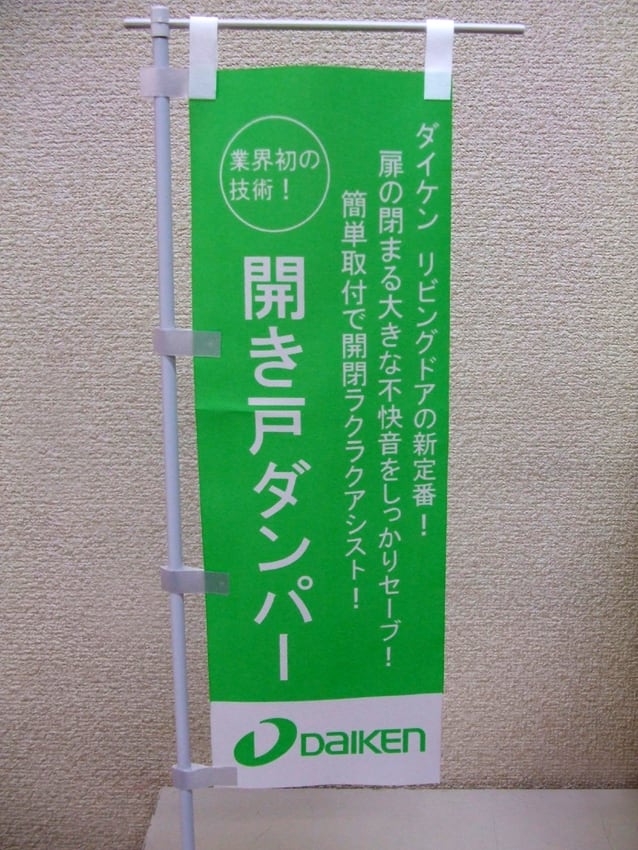 ダイケン リビングドアの新定番！
扉の閉まる大きな不快音をしっかりセーブ！
簡単取付で開閉ラクラクアシスト！
業界初の
技術！
開き戸ダンパー
DAIKEN